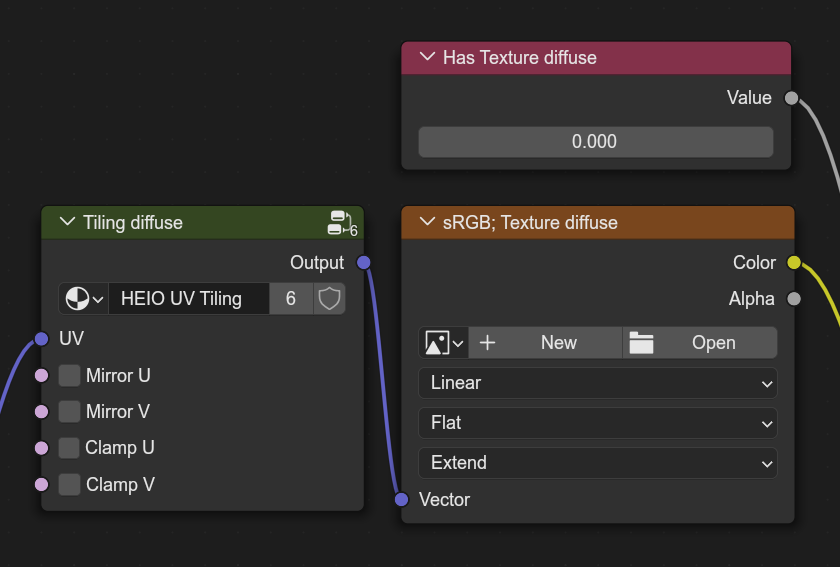 Has Texture diffuse
Value
0.000
Tiling diffuse
6
Output
HEIO UV Tiling 6
UV
Mirror U
Mirror V
Clamp U
Clamp V
sRGB; Texture diffuse
Color
Alpha
New Open
Linear
Flat
Extend
Vector